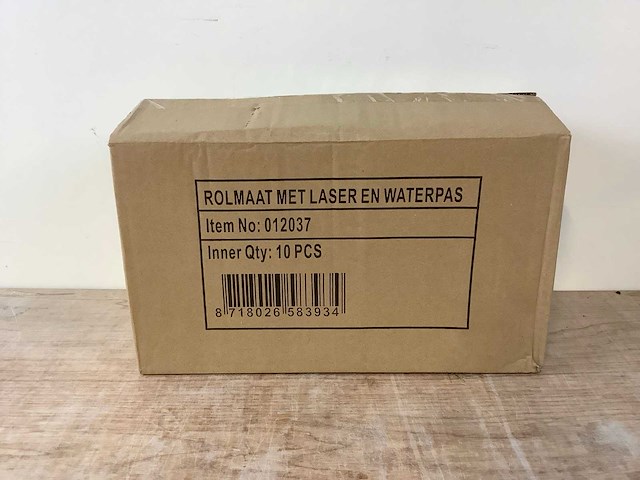 ROLMAAT MET LASER EN WATERPAS
Item No: 012037
Inner Qty: 10 PCS
8 718026 583934